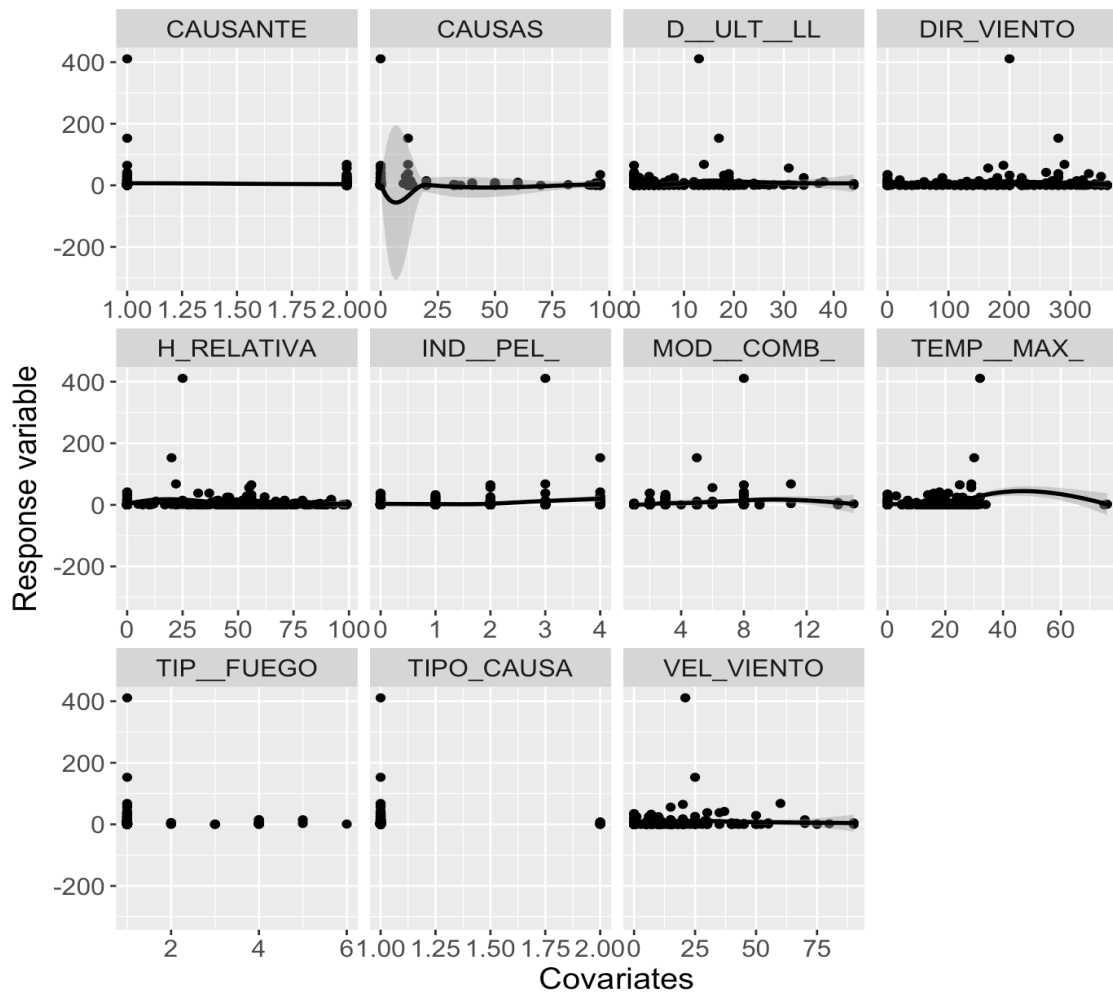 CAUSANTE CAUSAS D__ULT__LL DIR_VIENTO
400
200
0
-200
1.00 1.25 1.50 1.75 2.00 0 25 50 75 100 0 10 20 30 40 0 100 200 300
H_RELATIVA IND__PEL_ MOD__COMB_ TEMP__MAX_
400
200
0
-200
0 25 50 75 100 0 1 2 3 4 4 8 12 0 20 40 60
TIP__FUEGO TIPO_CAUSA VEL_VIENTO
400
200
0
-200
2 4 6 1.00 1.25 1.50 1.75 2.00 0 25 50 75
Response variable
Covariates